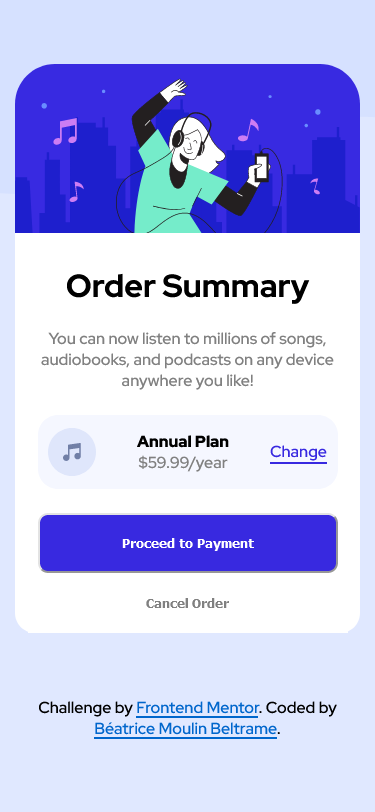 Order Summary
You can now listen to millions of songs,
audiobooks, and podcasts on any device
anywhere you like!
Annual Plan
$59.99/year
Change
Proceed to Payment
Cancel Order
Challenge by Frontend Mentor. Coded by
Béatrice Moulin Beltrame.